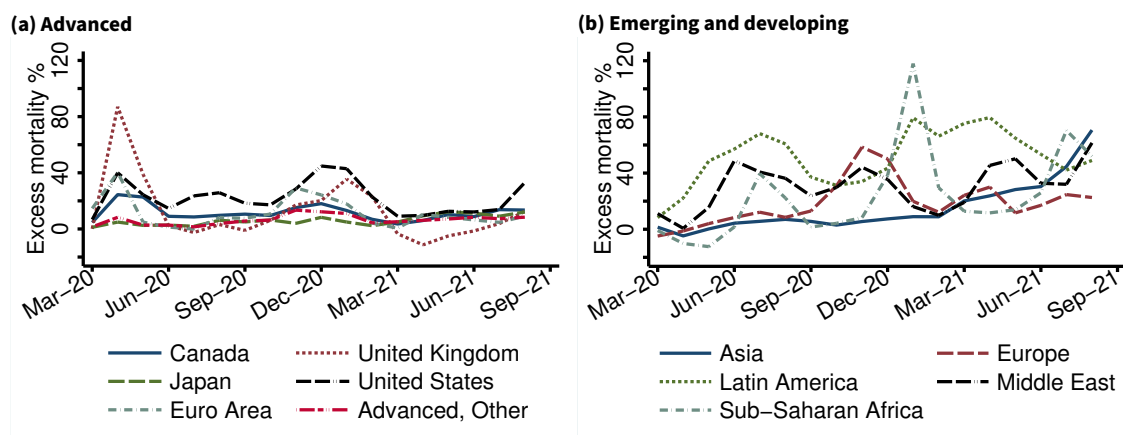 (a) Advanced
Excess mortality %
120
80
40
0
Mar−20
Jun−20
Sep−20
Dec−20
Mar−21
Jun−21
Sep−21
Canada
United Kingdom
Japan
United States
Euro Area
Advanced, Other
(b) Emerging and developing
Excess mortality %
120
80
40
0
Mar−20
Jun−20
Sep−20
Dec−20
Mar−21
Jun−21
Sep−21
Asia
Europe
Latin America
Middle East
Sub−Saharan Africa